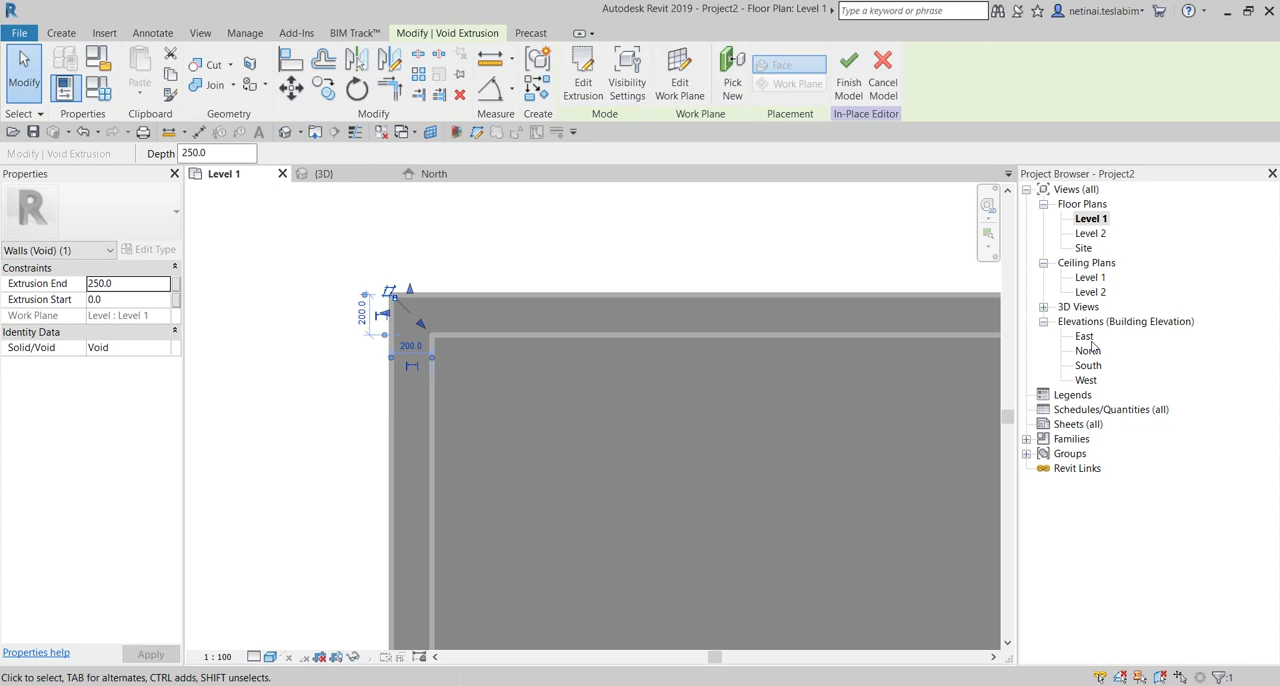 Autodesk Revit 2019 - Project2 - Floor Plan: Level 1
Type a keyword or phrase
netinai.teslabim
File Create Insert Annotate View Manage Add-Ins BIM Track™ Modify | Void Extrusion Precast
Modify
Paste
Cut
Join
Edit Extrusion
Visibility Settings
Edit Work Plane
Pick New
Face
Work Plane
Finish Model
Cancel Model
Select Properties Clipboard Geometry Modify Measure Create Mode Work Plane Placement In-Place Editor
Modify | Void Extrusion Depth 250.0
Properties
Level 1 {3D} North
Project Browser - Project2
Walls (Void) (1) Edit Type
Constraints
Extrusion End 250.0
Extrusion Start 0.0
Work Plane Level : Level 1
Identity Data
Solid/Void Void
200.0
200.0
Views (all)
Floor Plans
Level 1
Level 2
Site
Ceiling Plans
Level 1
Level 2
3D Views
Elevations (Building Elevation)
East
North
South
West
Legends
Schedules/Quantities (all)
Sheets (all)
Families
Groups
Revit Links
Properties help Apply
1 : 100
Click to select, TAB for alternates, CTRL adds, SHIFT unselects.
:1